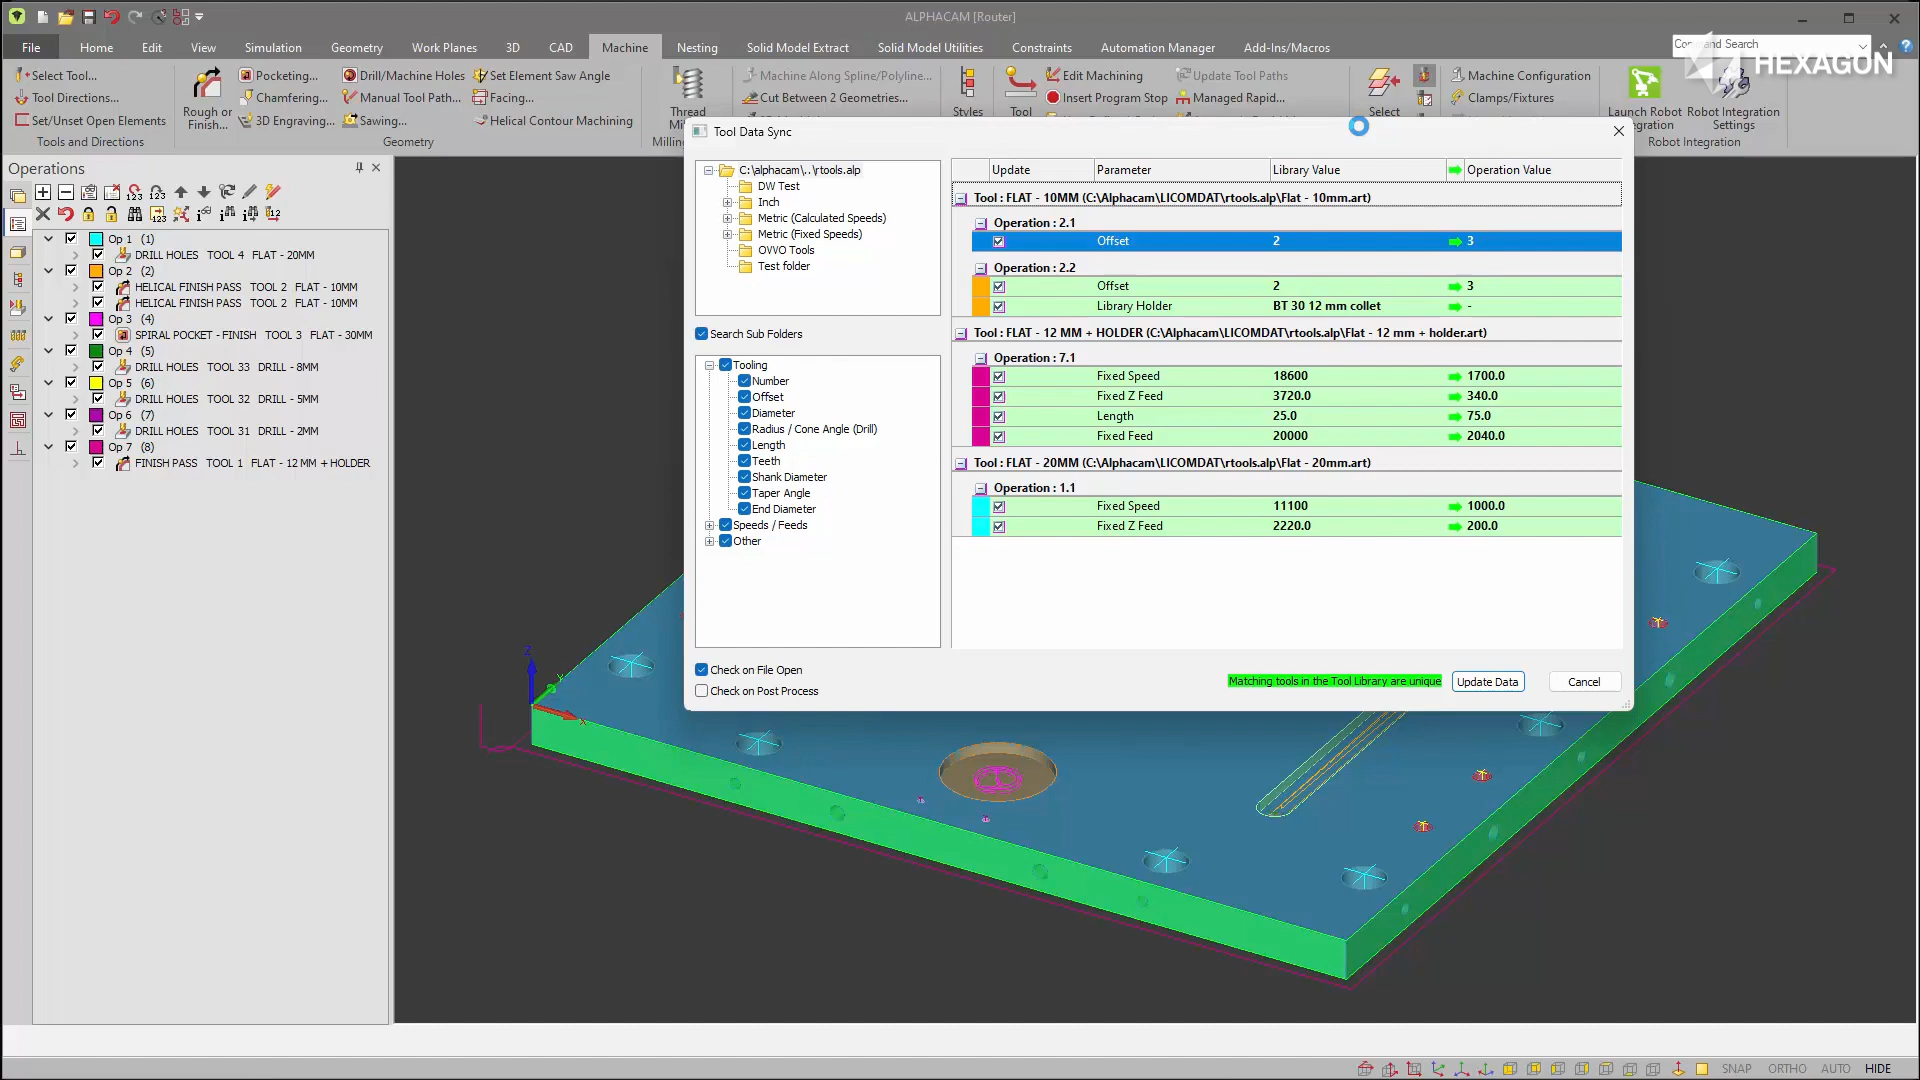 ALPHACAM [Router]
File Home Edit View Simulation Geometry Work Planes 3D CAD Machine Nesting Solid Model Extract Solid Model Utilities Constraints Automation Manager Add-Ins/Macros
HEXAGON
Select Tool...
Tool Directions...
Set/Unset Open Elements
Tools and Directions
Rough or
Finish...
Pocketing...
Chamfering...
3D Engraving...
Drill/Machine Holes
Manual Tool Path...
Sawing...
Set Element Saw Angle
Facing...
Helical Contour Machining
Geometry
Thread
Machine Along Spline/Polyline...
Cut Between 2 Geometries...
Styles
Tool
Edit Machining
Insert Program Stop
Update Tool Paths
Managed Rapid...
Select
Machine Configuration
Clamps/Fixtures
Launch Robot
Robot Integration
Settings
Robot Integration
Operations
Op 1 (1)
DRILL HOLES TOOL 4 FLAT - 20MM
Op 2 (2)
HELICAL FINISH PASS TOOL 2 FLAT - 10MM
HELICAL FINISH PASS TOOL 2 FLAT - 10MM
Op 3 (4)
SPIRAL POCKET - FINISH TOOL 3 FLAT - 30MM
Op 4 (5)
DRILL HOLES TOOL 33 DRILL - 8MM
Op 5 (6)
DRILL HOLES TOOL 32 DRILL - 5MM
Op 6 (7)
DRILL HOLES TOOL 31 DRILL - 2MM
Op 7 (8)
FINISH PASS TOOL 1 FLAT - 12 MM + HOLDER
Tool Data Sync
C:\alphacam\..\rtools.alp
DW Test
Inch
Metric (Calculated Speeds)
Metric (Fixed Speeds)
OVVO Tools
Test folder
Search Sub Folders
Tooling
Number
Offset
Diameter
Radius / Cone Angle (Drill)
Length
Teeth
Shank Diameter
Taper Angle
End Diameter
Speeds / Feeds
Other
Check on File Open
Check on Post Process
Update Parameter Library Value Operation Value
Tool : FLAT - 10MM (C:\Alphacam\LICOMDAT\rtools.alp\Flat - 10mm.art)
Operation : 2.1
Offset 2 3
Operation : 2.2
Offset 2 3
Library Holder BT 30 12 mm collet -
Tool : FLAT - 12 MM + HOLDER (C:\Alphacam\LICOMDAT\rtools.alp\Flat - 12 mm + holder.art)
Operation : 7.1
Fixed Speed 18600 1700.0
Fixed Z Feed 3720.0 340.0
Length 25.0 75.0
Fixed Feed 20000 2040.0
Tool : FLAT - 20MM (C:\Alphacam\LICOMDAT\rtools.alp\Flat - 20mm.art)
Operation : 1.1
Fixed Speed 11100 1000.0
Fixed Z Feed 2220.0 200.0
Matching tools in the Tool Library are unique
Update Data
Cancel
Z
Y
X
SNAP ORTHO AUTO HIDE